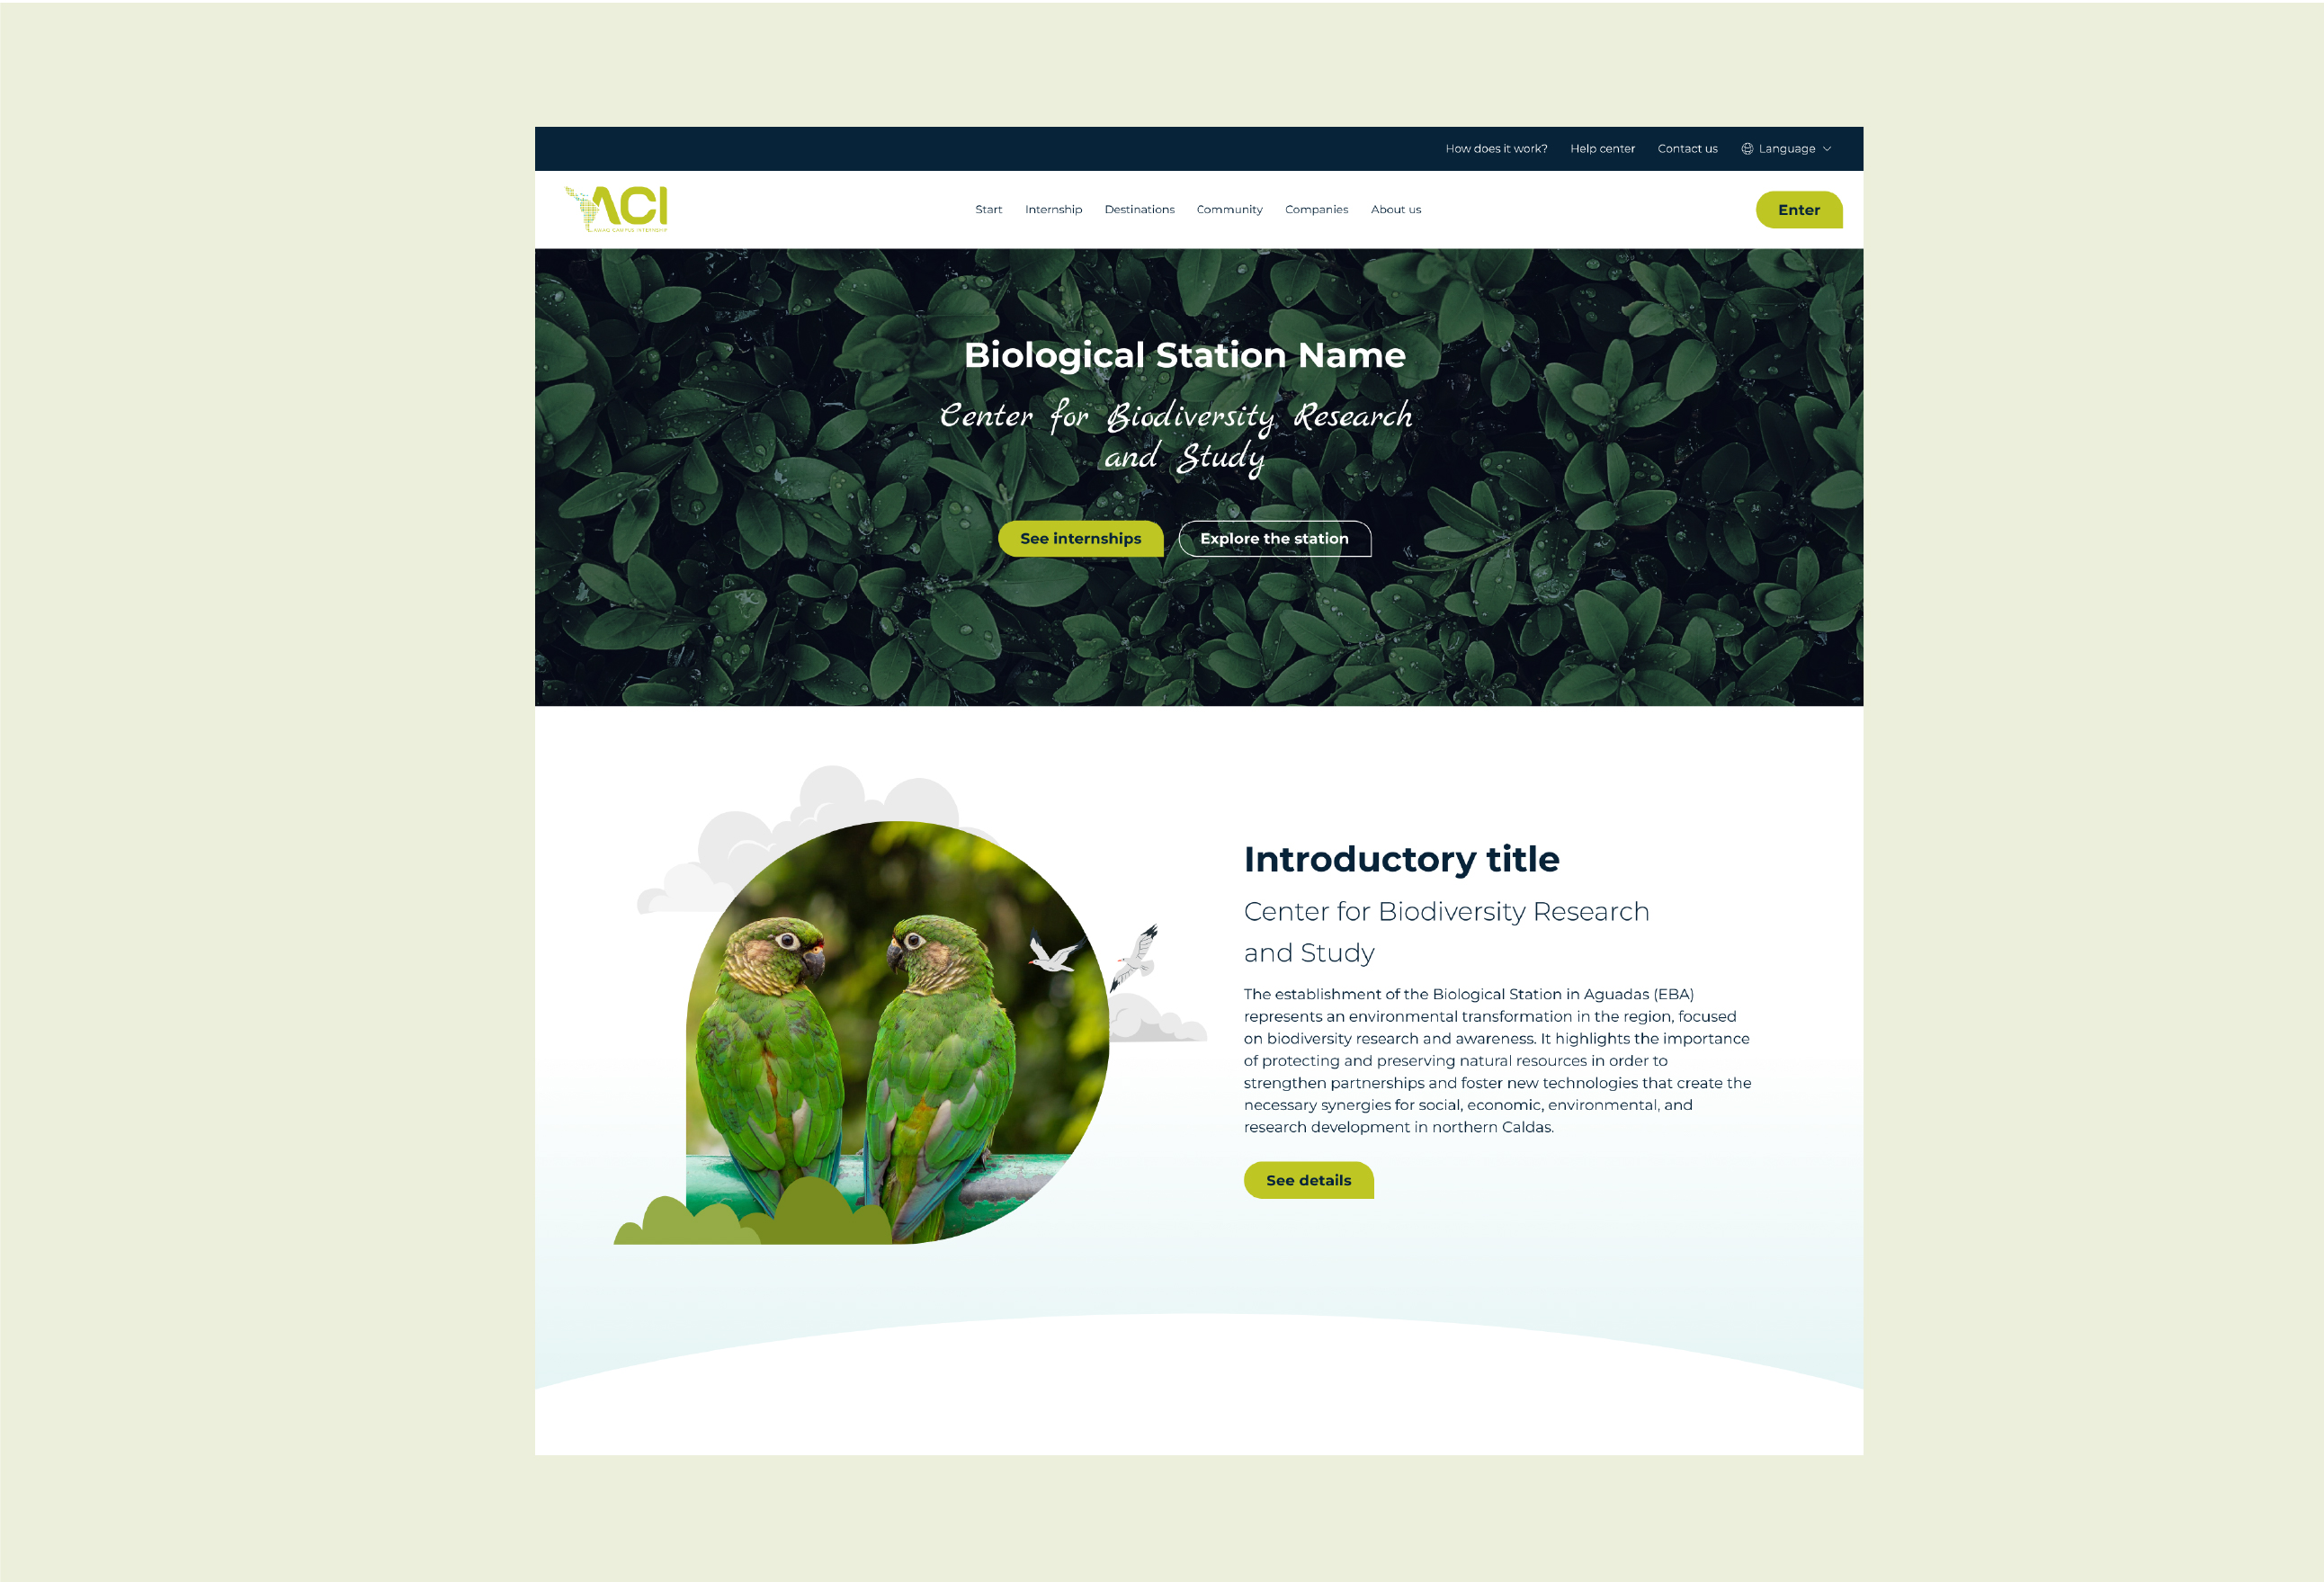 How does it work? Help center Contact us Language
ACI
Start Internship Destinations Community Companies About us
Enter
Biological Station Name
Center for Biodiversity Research
and Study
See internships Explore the station
Introductory title
Center for Biodiversity Research
and Study
The establishment of the Biological Station in Aguadas (EBA)
represents an environmental transformation in the region, focused
on biodiversity research and awareness. It highlights the importance
of protecting and preserving natural resources in order to
strengthen partnerships and foster new technologies that create the
necessary synergies for social, economic, environmental, and
research development in northern Caldas.
See details